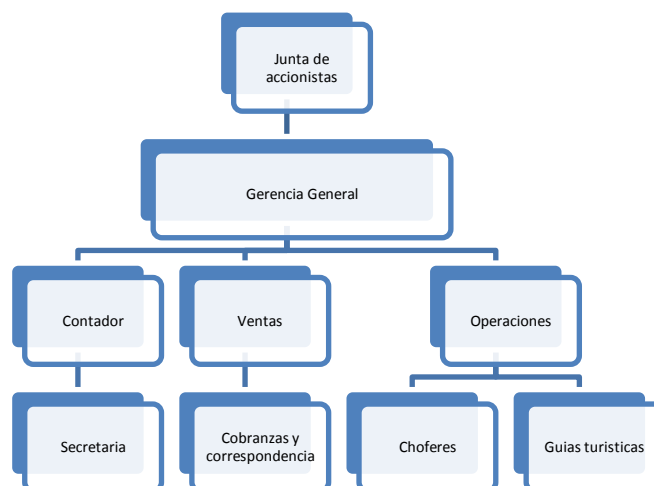 Junta de
accionistas
Gerencia General
Contador
Ventas
Operaciones
Secretaria
Cobranzas y
correspondencia
Choferes
Guias turisticas